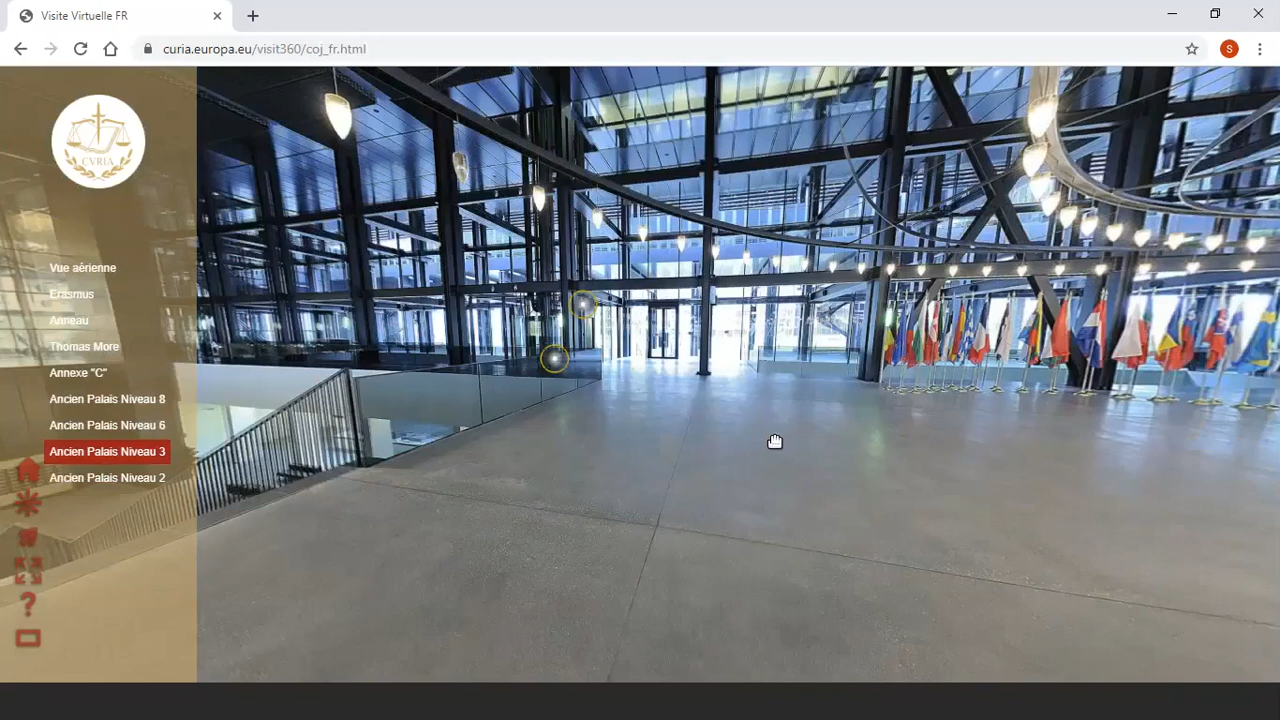 Visite Virtuelle FR
curia.europa.eu/visit360/coj_fr.html
S
CVRIA
Vue aérienne
Erasmus
Anneau
Thomas More
Annexe "C"
Ancien Palais Niveau 8
Ancien Palais Niveau 6
Ancien Palais Niveau 3
Ancien Palais Niveau 2
?